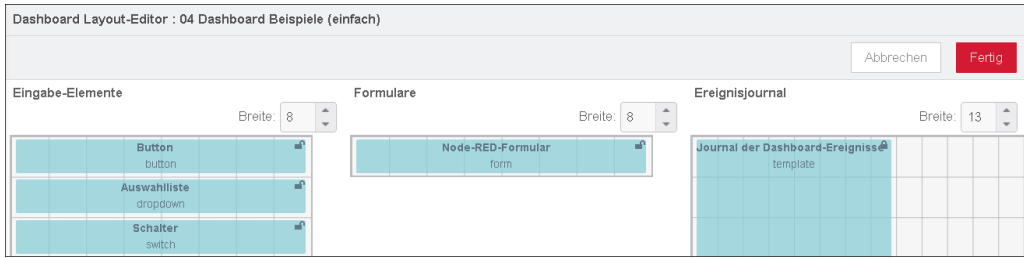 Dashboard Layout-Editor : 04 Dashboard Beispiele (einfach)
Abbrechen
Fertig
Eingabe-Elemente
Breite: 8
Button
button
Auswahlliste
dropdown
Schalter
switch
Formulare
Breite: 8
Node-RED-Formular
form
Ereignisjournal
Breite: 13
Journal der Dashboard-Ereignisse
template